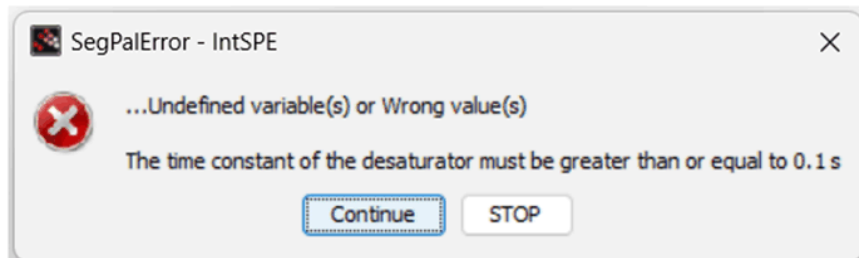 SegPalError - IntSPE
...Undefined variable(s) or Wrong value(s)
The time constant of the desaturator must be greater than or equal to 0.1 s
Continue STOP